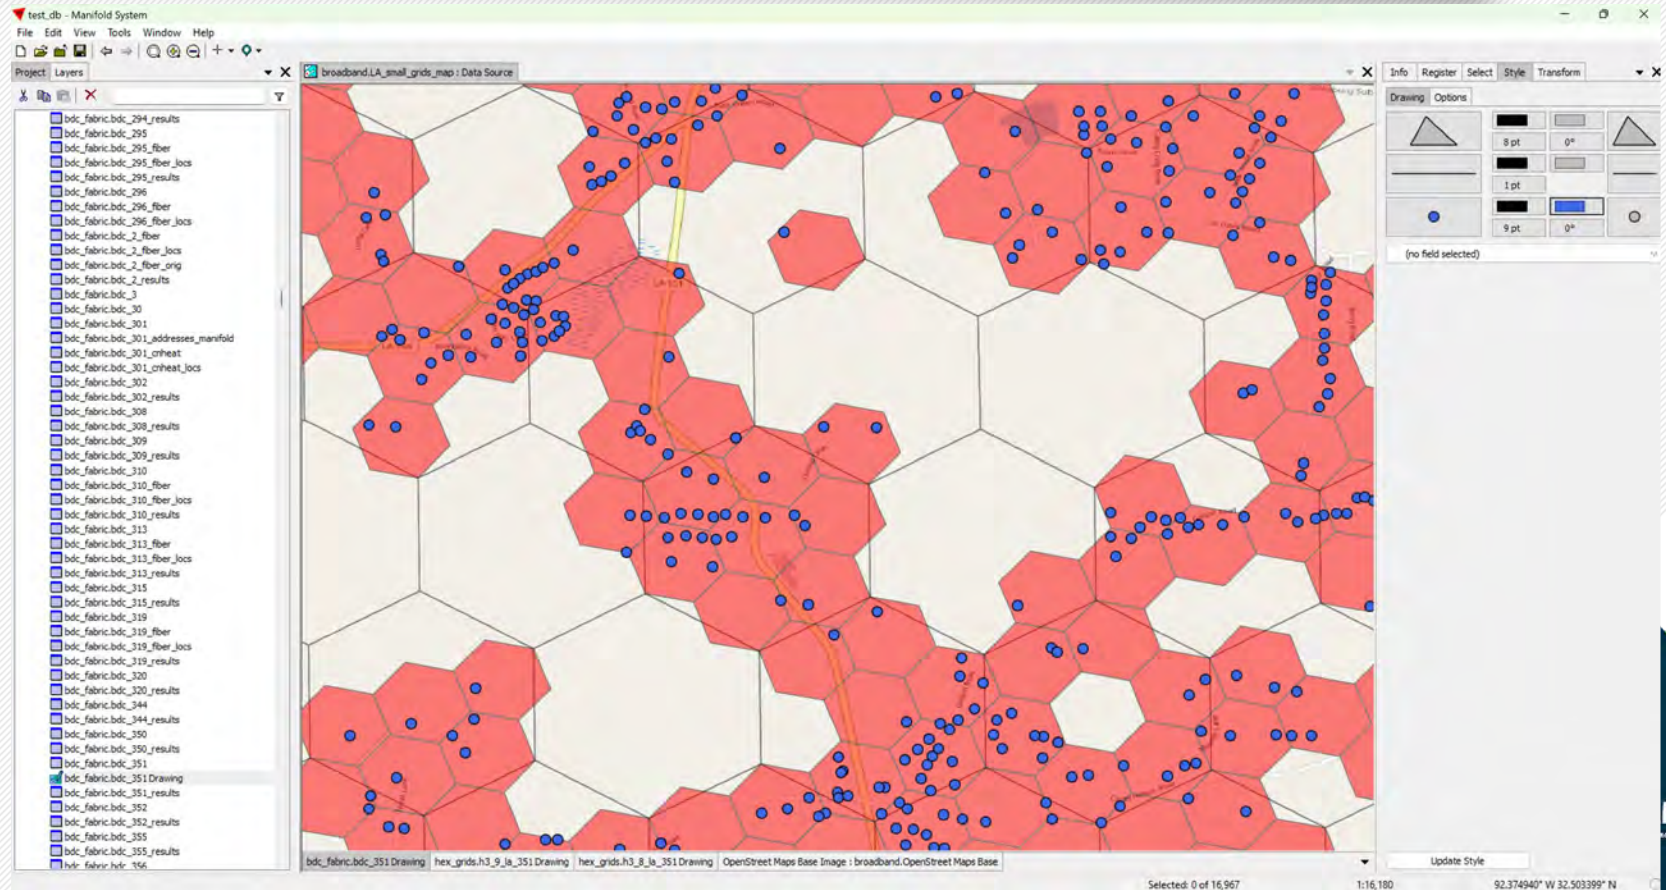 test_db - Manifold System
File Edit View Tools Window Help
Project Layers
bdc_fabric.bdc_294_results
bdc_fabric.bdc_295
bdc_fabric.bdc_295_fiber
bdc_fabric.bdc_295_fiber_locs
bdc_fabric.bdc_295_results
bdc_fabric.bdc_296
bdc_fabric.bdc_296_fiber
bdc_fabric.bdc_296_fiber_locs
bdc_fabric.bdc_2_fiber
bdc_fabric.bdc_2_fiber_locs
bdc_fabric.bdc_2_fiber_orig
bdc_fabric.bdc_2_results
bdc_fabric.bdc_3
bdc_fabric.bdc_30
bdc_fabric.bdc_301
bdc_fabric.bdc_301_addresses_manifold
bdc_fabric.bdc_301_cnheat
bdc_fabric.bdc_301_cnheat_locs
bdc_fabric.bdc_302
bdc_fabric.bdc_302_results
bdc_fabric.bdc_308
bdc_fabric.bdc_308_results
bdc_fabric.bdc_309
bdc_fabric.bdc_309_results
bdc_fabric.bdc_310
bdc_fabric.bdc_310_fiber
bdc_fabric.bdc_310_fiber_locs
bdc_fabric.bdc_310_results
bdc_fabric.bdc_313
bdc_fabric.bdc_313_fiber
bdc_fabric.bdc_313_fiber_locs
bdc_fabric.bdc_313_results
bdc_fabric.bdc_315
bdc_fabric.bdc_315_results
bdc_fabric.bdc_319
bdc_fabric.bdc_319_fiber
bdc_fabric.bdc_319_fiber_locs
bdc_fabric.bdc_319_results
bdc_fabric.bdc_320
bdc_fabric.bdc_320_results
bdc_fabric.bdc_344
bdc_fabric.bdc_344_results
bdc_fabric.bdc_350
bdc_fabric.bdc_350_results
bdc_fabric.bdc_351
bdc_fabric.bdc_351 Drawing
bdc_fabric.bdc_351_results
bdc_fabric.bdc_352
bdc_fabric.bdc_352_results
bdc_fabric.bdc_355
bdc_fabric.bdc_355_results
bdc_fabric.bdc_356
broadband.LA_small_grids_map : Data Source
LA 151
bdc_fabric.bdc_351 Drawing hex_grids.h3_9_la_351 Drawing hex_grids.h3_8_la_351 Drawing OpenStreet Maps Base Image : broadband.OpenStreet Maps Base
Info Register Select Style Transform
Drawing Options
8 pt 0°
1 pt
9 pt 0°
(no field selected)
Update Style
Selected: 0 of 16,967 1:16,180 92.374940° W 32.503399° N